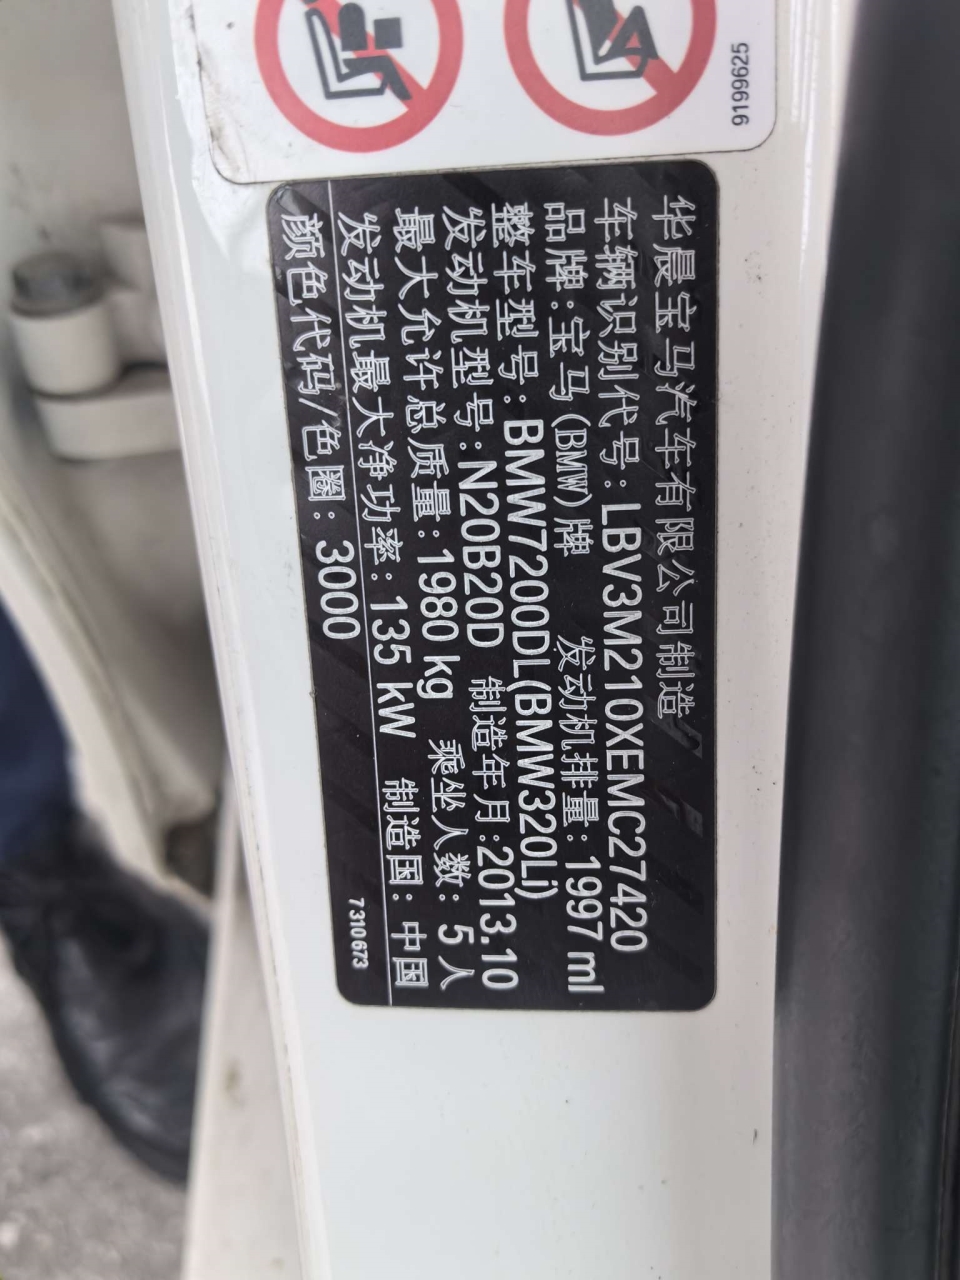 9199625
华晨宝马汽车有限公司制造
车辆识别代号: LBV3M210XEMC27420
品牌:宝马(BMW)牌 发动机排量: 1997 ml
整车型号: BMW7200DL(BMW320Li)
发动机型号:N20B20D 制造年月:2013.10
最大允许总质量:1980 kg 乘坐人数: 5 人
发动机最大净功率:135 kW 制造国: 中国
颜色代码/色圈: 3000
7310673